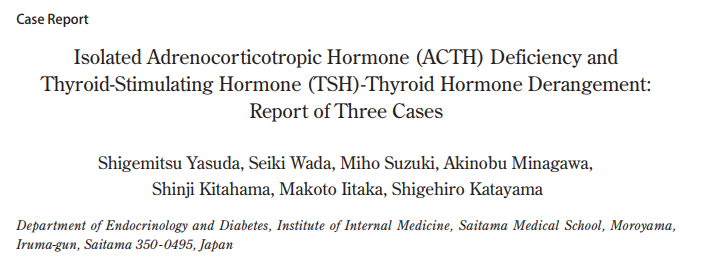 Case Report
Isolated Adrenocorticotropic Hormone (ACTH) Deficiency and
Thyroid-Stimulating Hormone (TSH)-Thyroid Hormone Derangement:
Report of Three Cases
Shigemitsu Yasuda, Seiki Wada, Miho Suzuki, Akinobu Minagawa,
Shinji Kitahama, Makoto Iitaka, Shigehiro Katayama
Department of Endocrinology and Diabetes, Institute of Internal Medicine, Saitama Medical School, Moroyama,
Iruma-gun, Saitama 350-0495, Japan